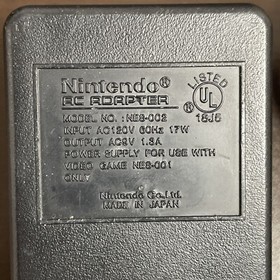 Nintendo®
AC ADAPTER
MODEL NO. : NES-002
INPUT AC120V 60Hz 17W
OUTPUT AC9V 1.3A
POWER SUPPLY FOR USE WITH
VIDEO GAME NES-001
ONLY
LISTED
UL ®
18J5
Nintendo Co., Ltd.
MADE IN JAPAN